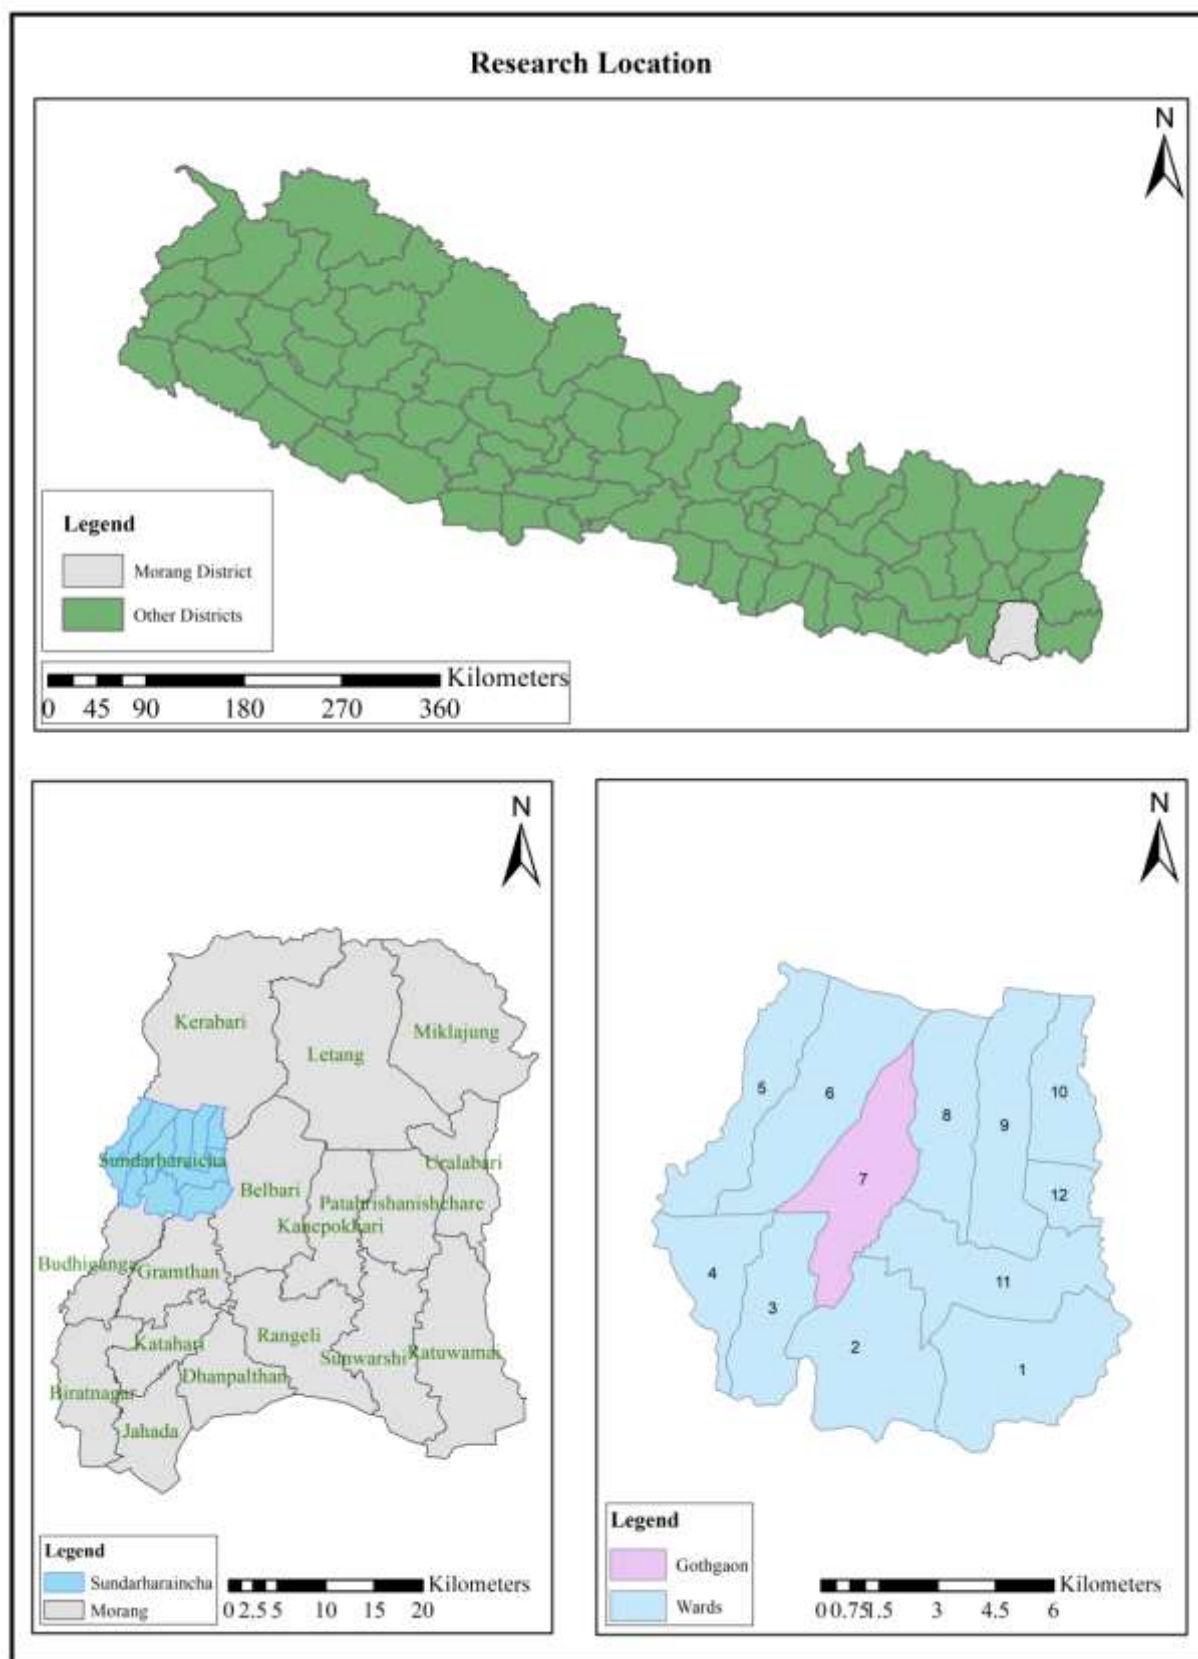 Research Location
N
Legend
Morang District
Other Districts
Kilometers
0 45 90 180 270 360
N
Kerabari
Letang
Miklajung
Sundarharaicha
Uralabari
Belbari
Patahrishanishchare
Kanepokhari
Budhiganga
Gramthan
Katahari
Rangeli
Sunwarshi
Ratuwamai
Dhanpalthan
Biratnagar
Jahada
Legend
Sundarharaincha
Morang
Kilometers
0 2.5 5 10 15 20
N
5
6
7
8
9
10
12
4
3
11
2
1
Legend
Gothgaon
Wards
Kilometers
0 0.75 1.5 3 4.5 6